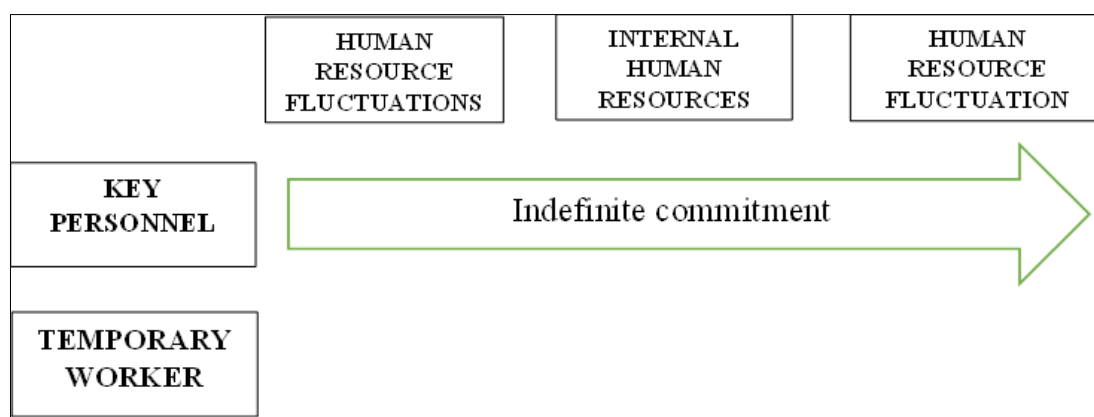 HUMAN
RESOURCE
FLUCTUATIONS
INTERNAL
HUMAN
RESOURCES
HUMAN
RESOURCE
FLUCTUATION
KEY
PERSONNEL
Indefinite commitment
TEMPORARY
WORKER